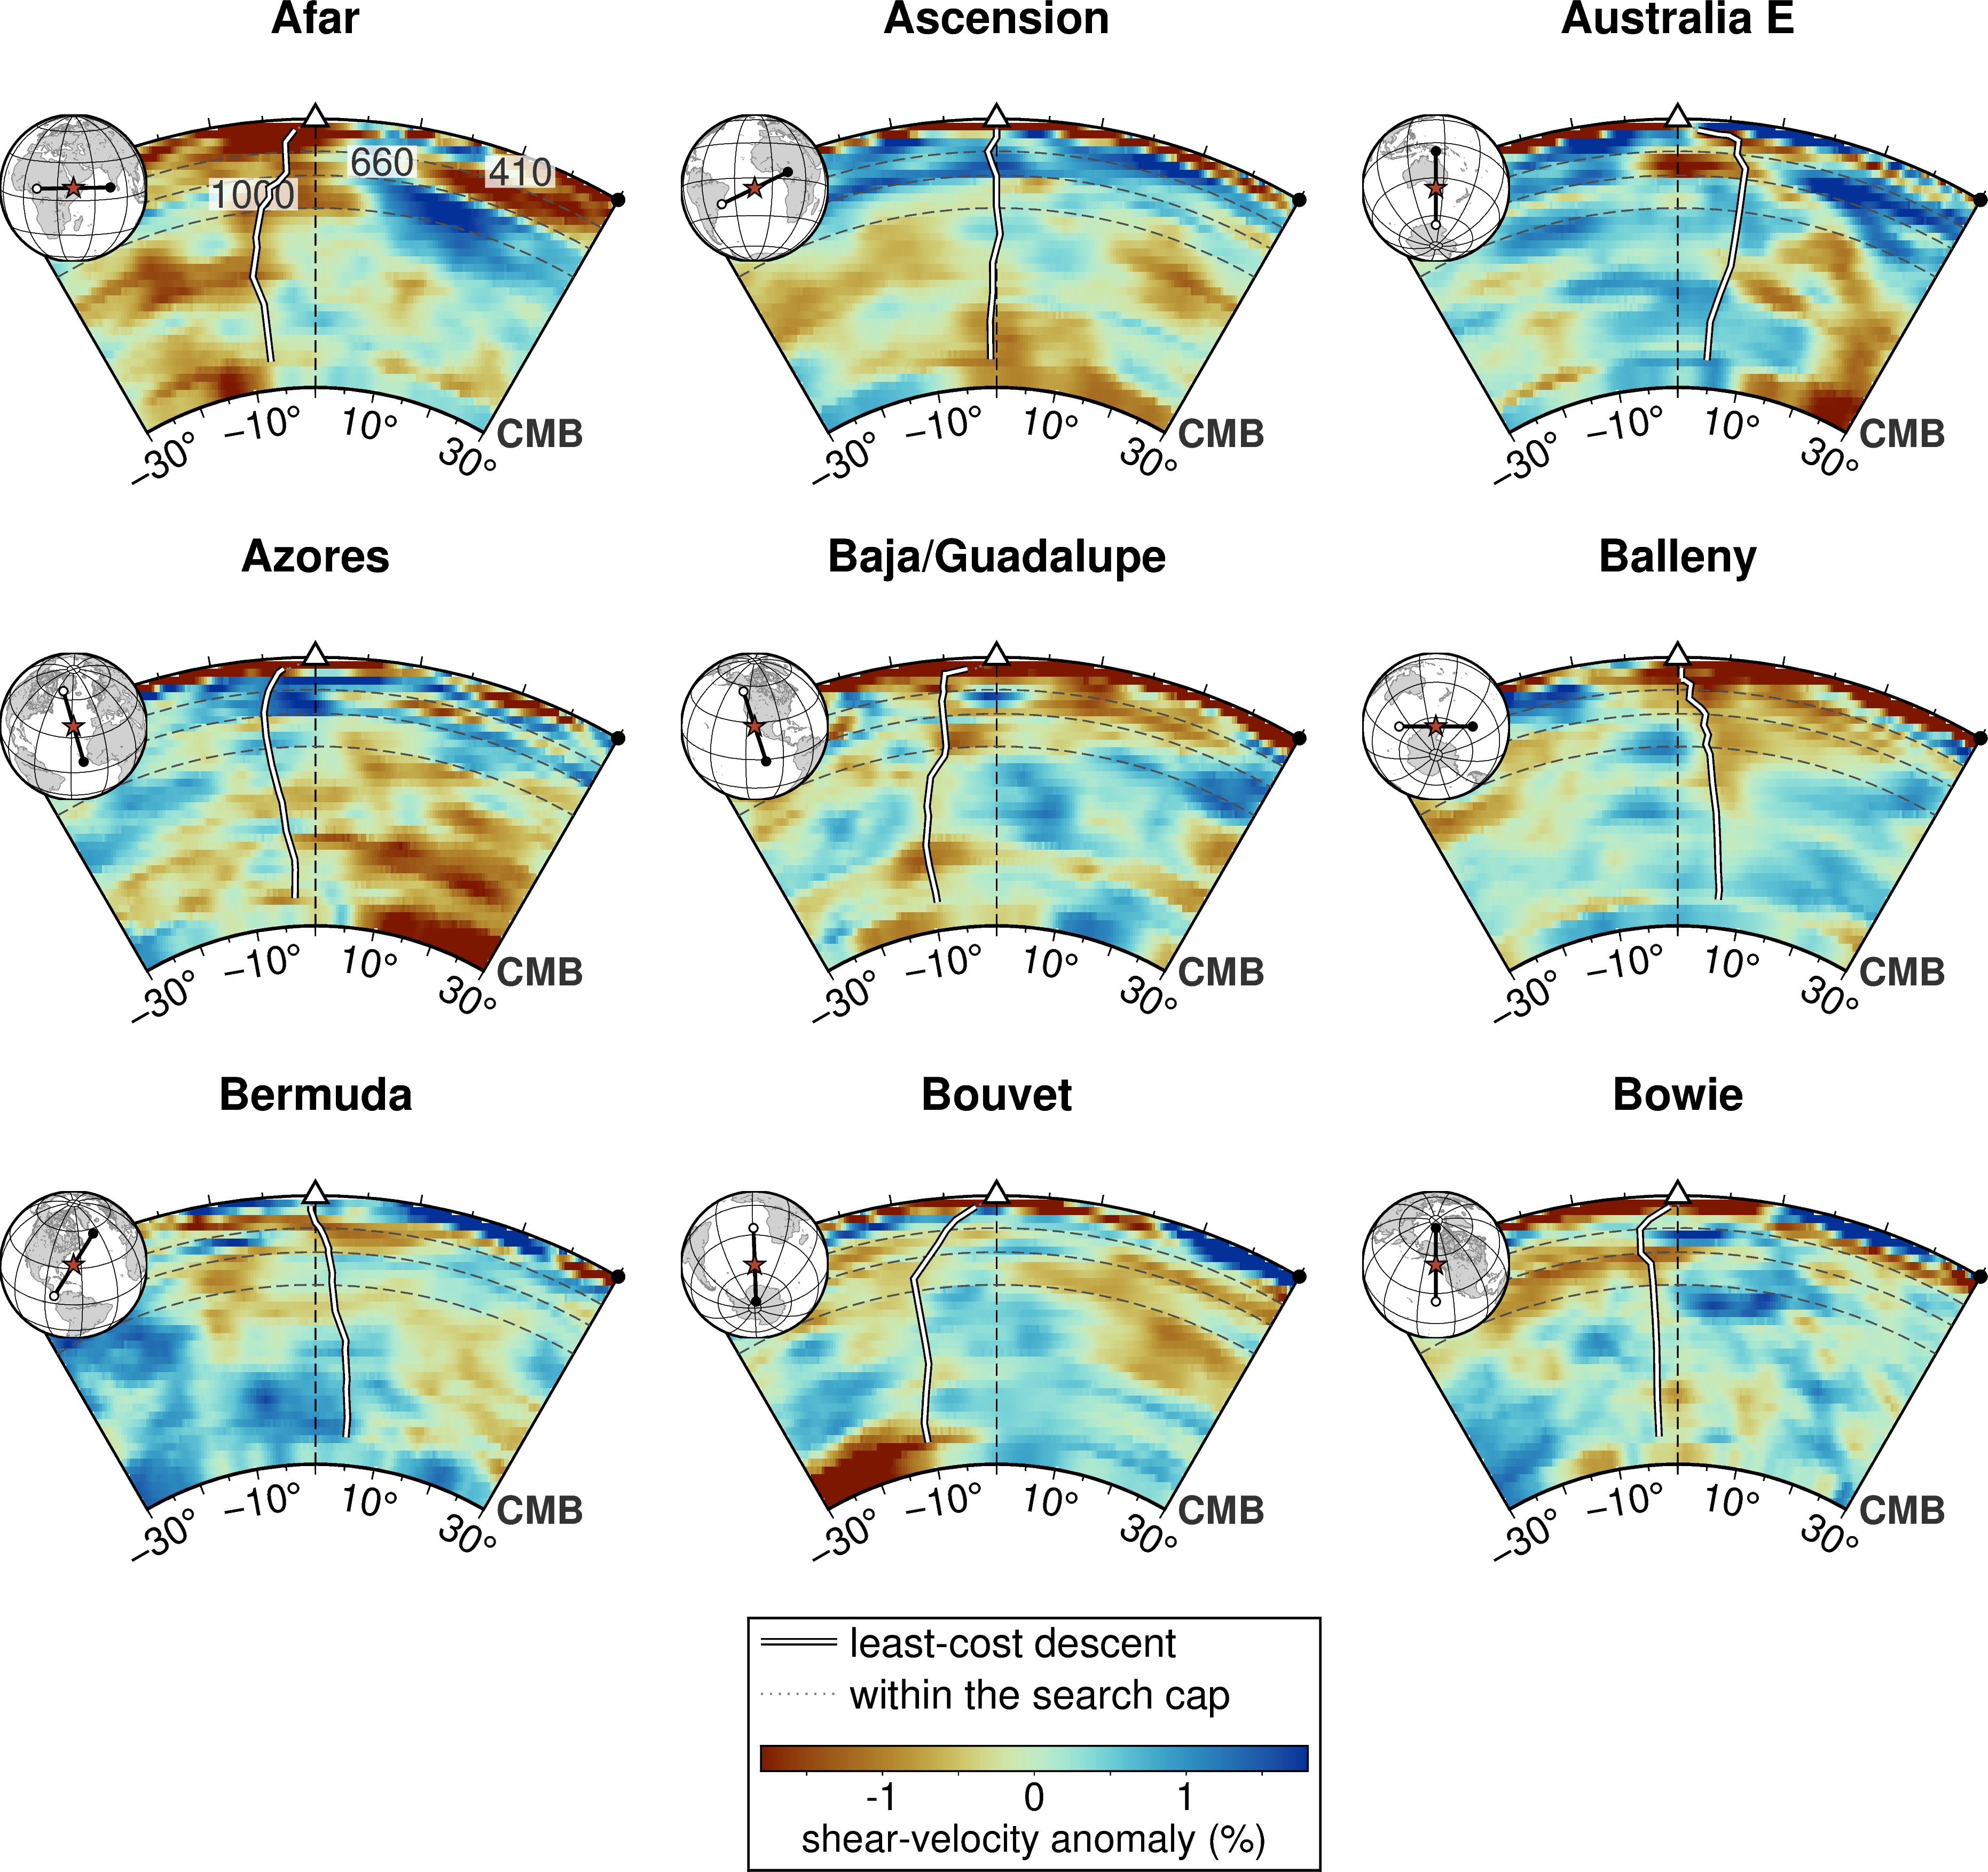 Afar
Ascension
Australia E
660
410
1000
−30°
−10°
10°
30°
CMB
−30°
−10°
10°
30°
CMB
−30°
−10°
10°
30°
CMB
Azores
Baja/Guadalupe
Balleny
−30°
−10°
10°
30°
CMB
−30°
−10°
10°
30°
CMB
−30°
−10°
10°
30°
CMB
Bermuda
Bouvet
Bowie
−30°
−10°
10°
30°
CMB
−30°
−10°
10°
30°
CMB
−30°
−10°
10°
30°
CMB
least-cost descent
within the search cap
-1 0 1
shear-velocity anomaly (%)